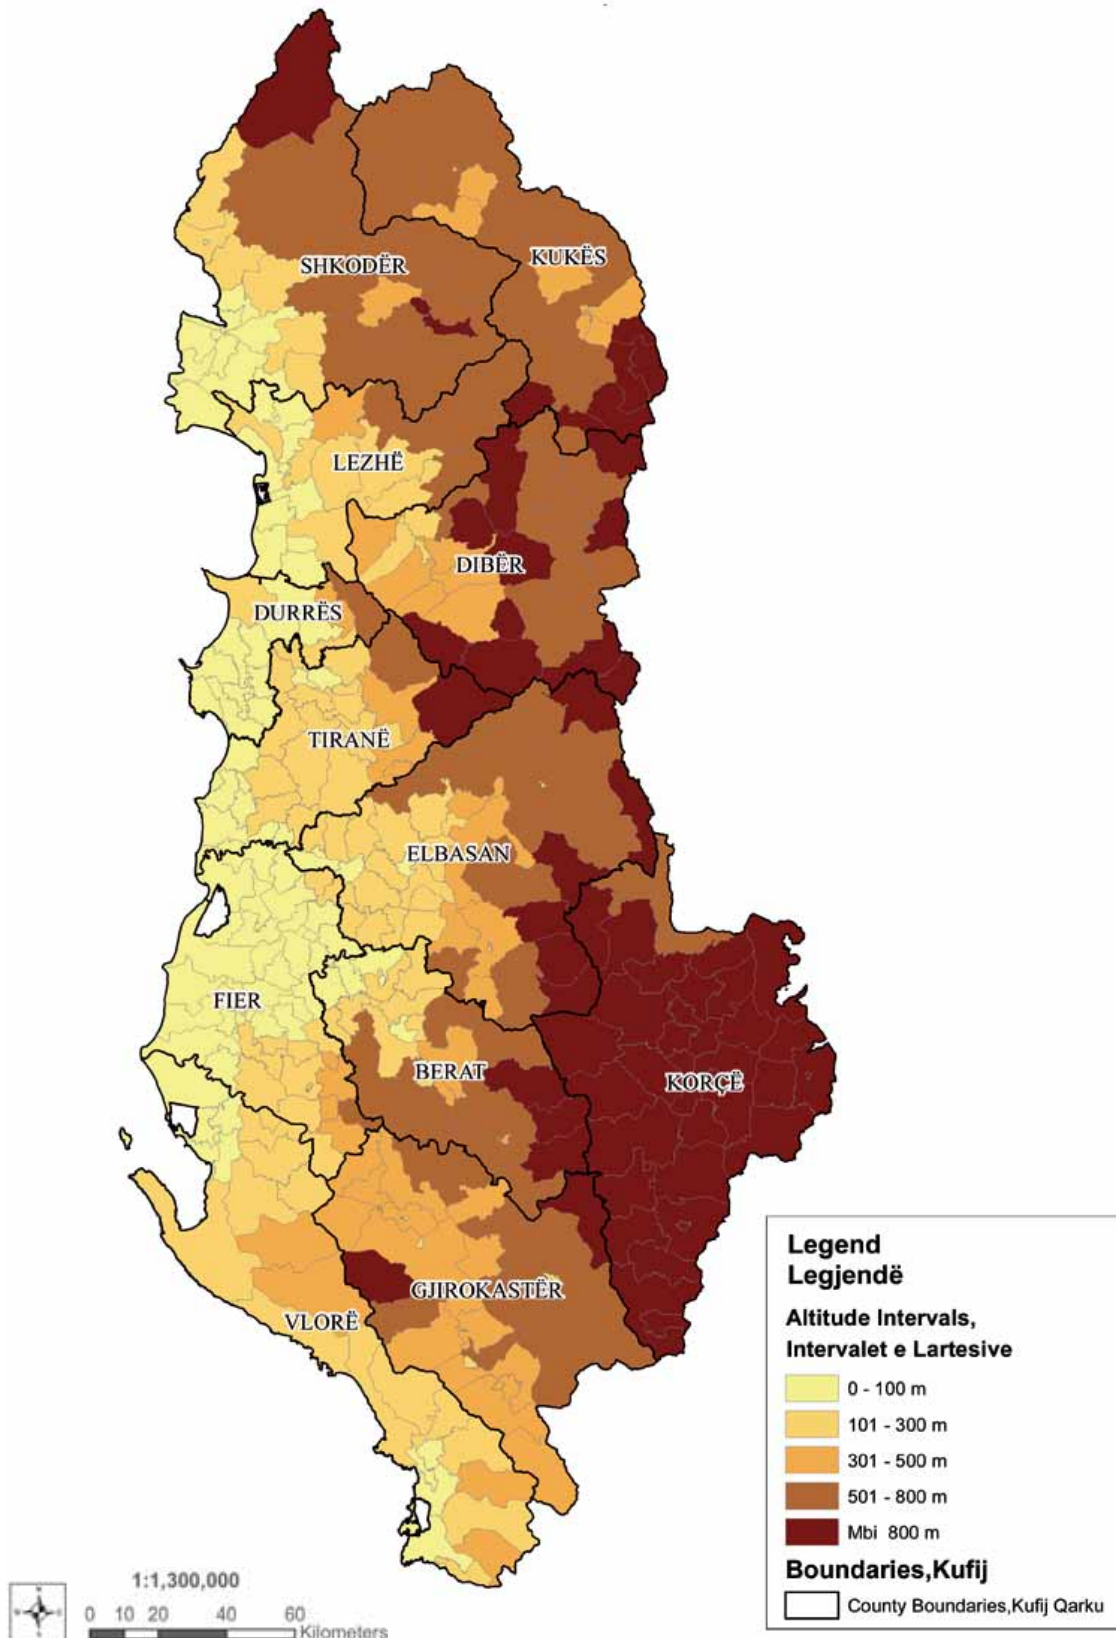 SHKODËR
KUKËS
LEZHË
DIBËR
DURRËS
TIRANË
ELBASAN
FIER
BERAT
KORÇË
GJIROKASTËR
VLORË
Legend
Legjendë
Altitude Intervals,
Intervalet e Lartesive
0 - 100 m
101 - 300 m
301 - 500 m
501 - 800 m
Mbi 800 m
Boundaries,Kufij
County Boundaries,Kufij Qarku
1:1,300,000
0 10 20 40 60
Kilometers